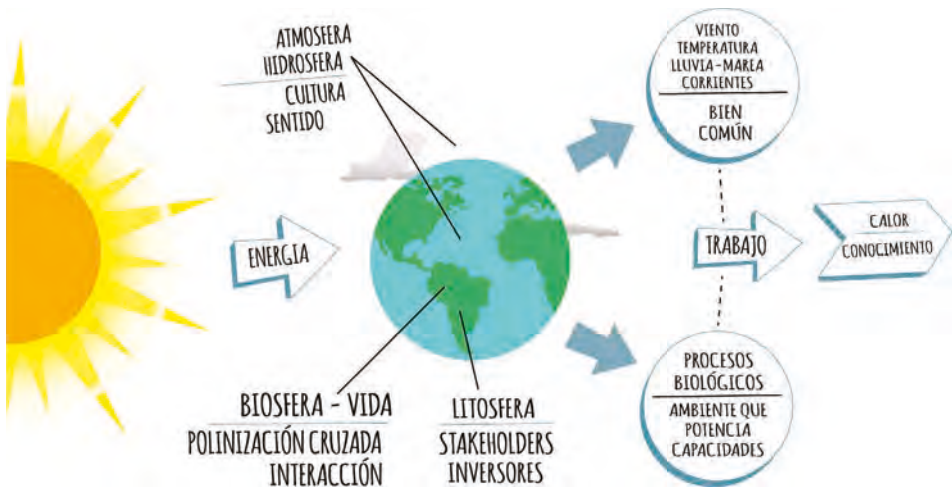 ATMOSFERA
HIDROSFERA
CULTURA
SENTIDO
VIENTO
TEMPERATURA
LLUVIA-MAREA
CORRIENTES
BIEN
COMÚN
ENERGIA
TRABAJO
CALOR
CONOCIMIENTO
BIOSFERA - VIDA
POLINIZACIÓN CRUZADA
INTERACCIÓN
LITOSFERA
STAKEHOLDERS
INVERSORES
PROCESOS
BIOLÓGICOS
AMBIENTE QUE
POTENCIA
CAPACIDADES